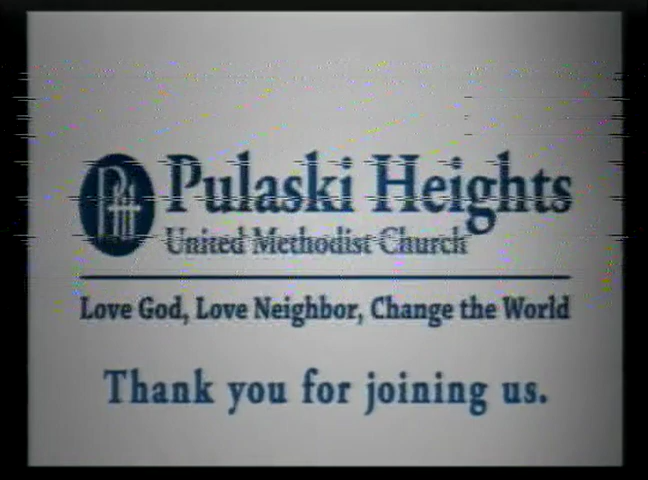 PH
Pulaski Heights
United Methodist Church
Love God, Love Neighbor, Change the World
Thank you for joining us.